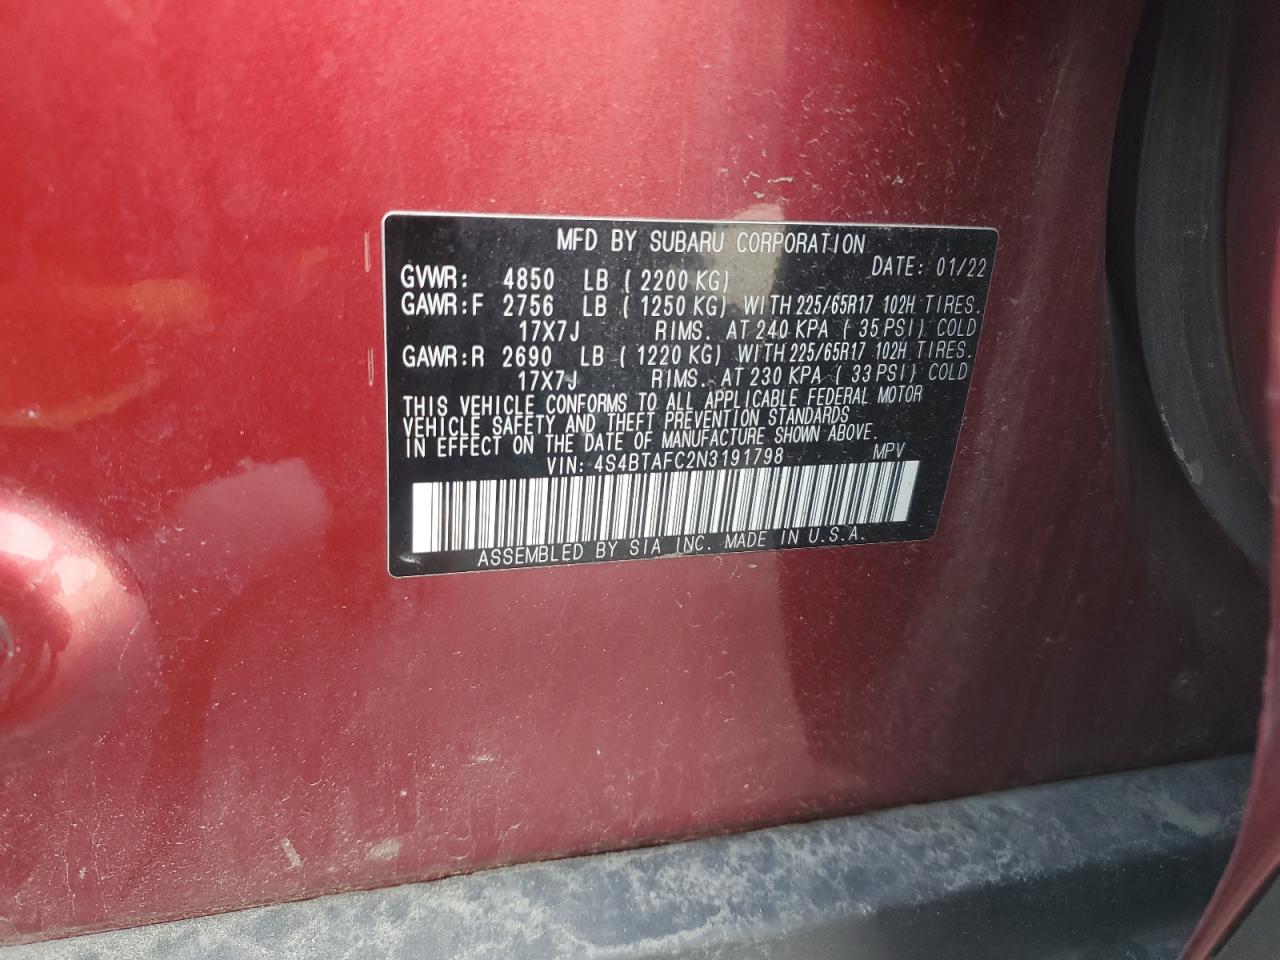 MFD BY SUBARU CORPORATION
DATE: 01/22
GVWR: 4850 LB ( 2200 KG)
GAWR:F 2756 LB ( 1250 KG) WITH 225/65R17 102H TIRES.
17X7J RIMS. AT 240 KPA ( 35 PSI) COLD
GAWR:R 2690 LB ( 1220 KG) WITH 225/65R17 102H TIRES.
17X7J RIMS. AT 230 KPA ( 33 PSI) COLD
THIS VEHICLE CONFORMS TO ALL APPLICABLE FEDERAL MOTOR
VEHICLE SAFETY AND THEFT PREVENTION STANDARDS
IN EFFECT ON THE DATE OF MANUFACTURE SHOWN ABOVE.
VIN: 4S4BTAFC2N3191798 MPV
ASSEMBLED BY SIA INC. MADE IN U.S.A.